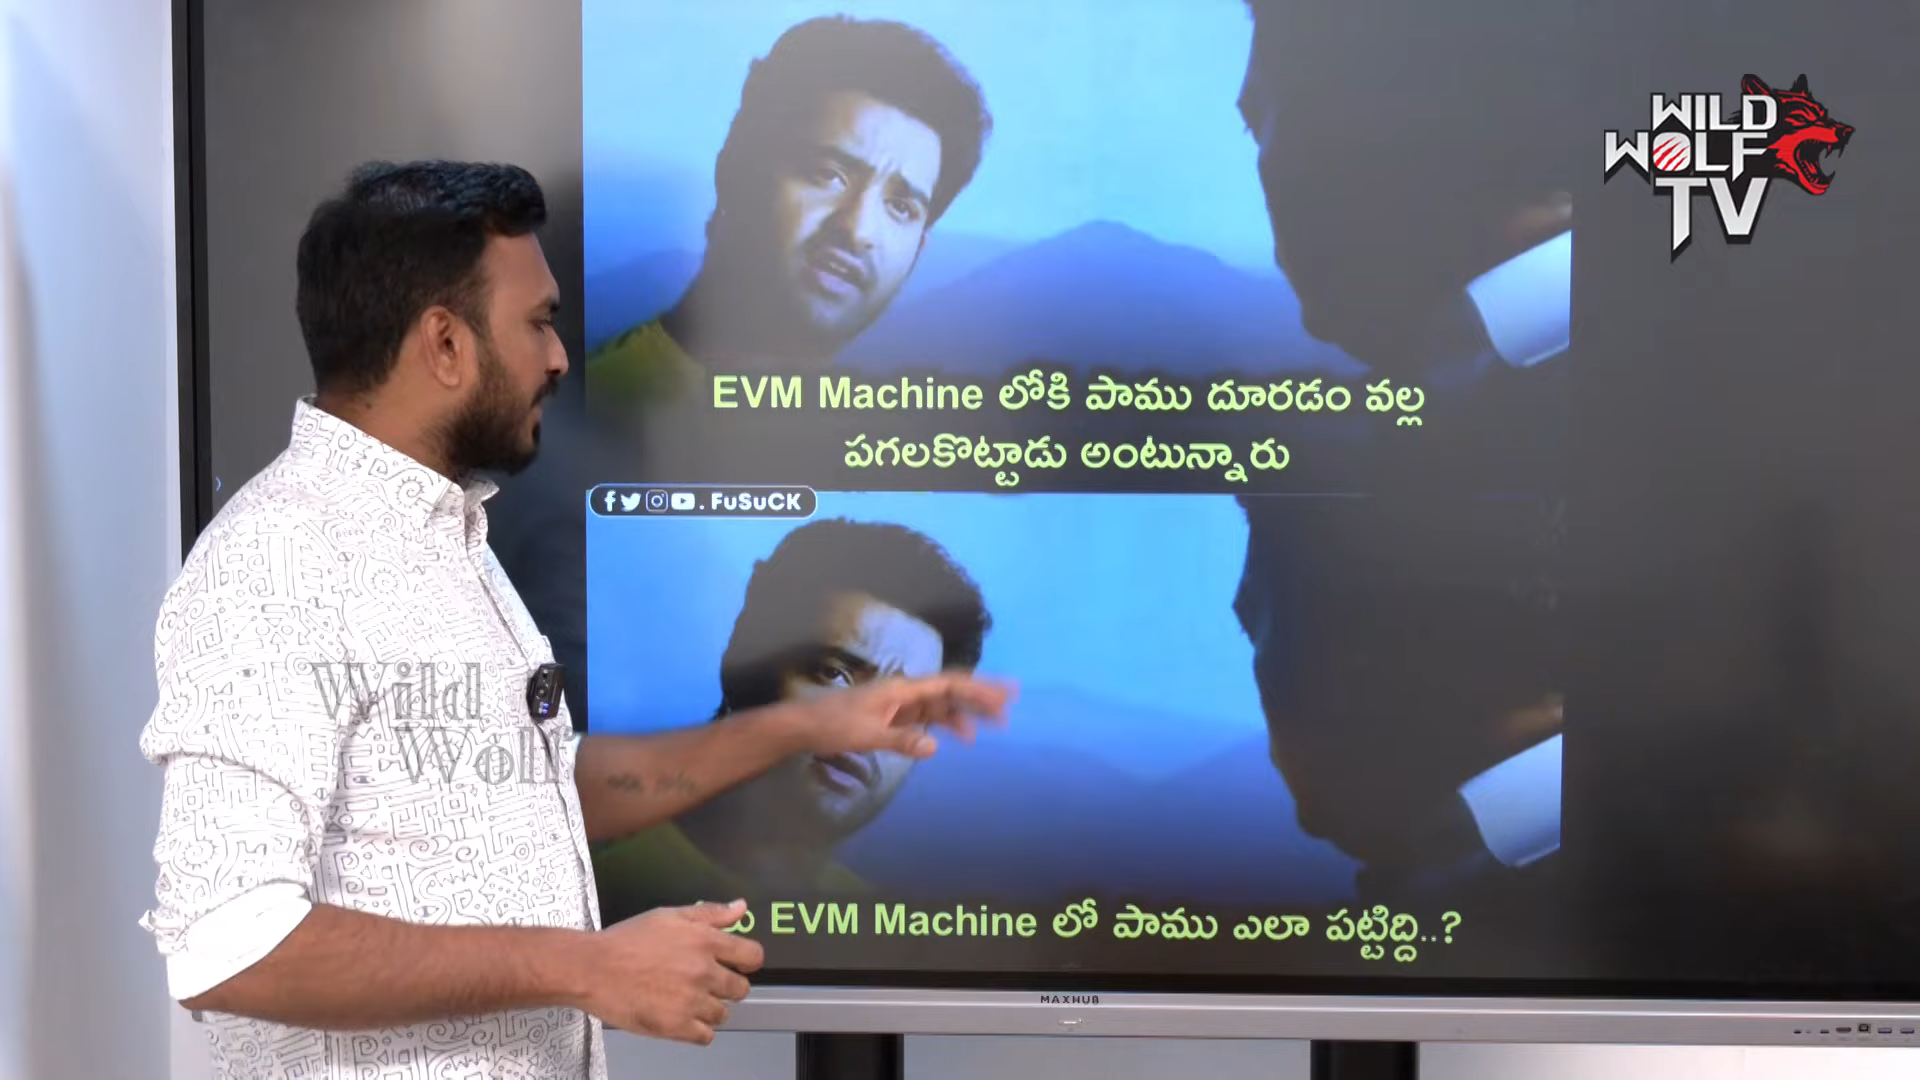 WILD
WOLF
TV
EVM Machine లోకి పాము దూరడం వల్ల
పగలకొట్టాడు అంటున్నారు
. FuSuCK
Wild
Wolf
EVM Machine లో పాము ఎలా పట్టిద్ది..?
MAXHUB